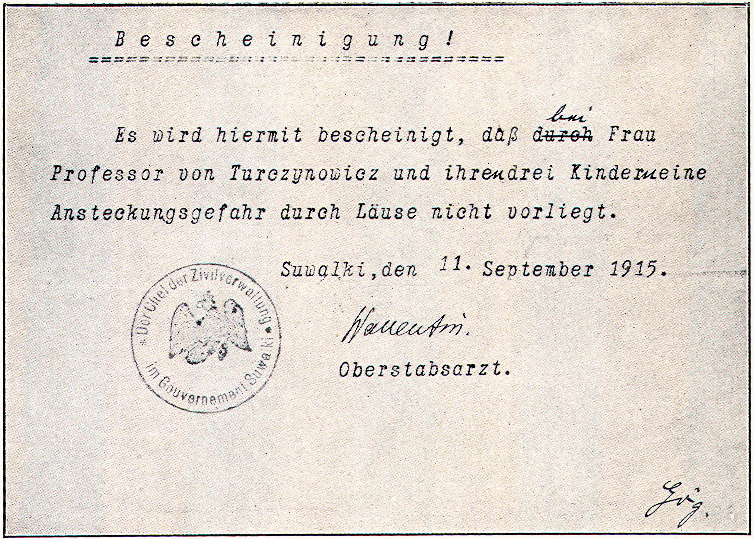 Bescheinigung!
bei
Es wird hiermit bescheinigt, daß durch Frau
Professor von Turczynowicz und ihren drei Kindern eine
Ansteckungsgefahr durch Läuse nicht vorliegt.
Suwalki, den 11. September 1915.
* Der Chef der Zivilverwaltung *
im Gouvernement Suwalki
Oberstabsarzt.